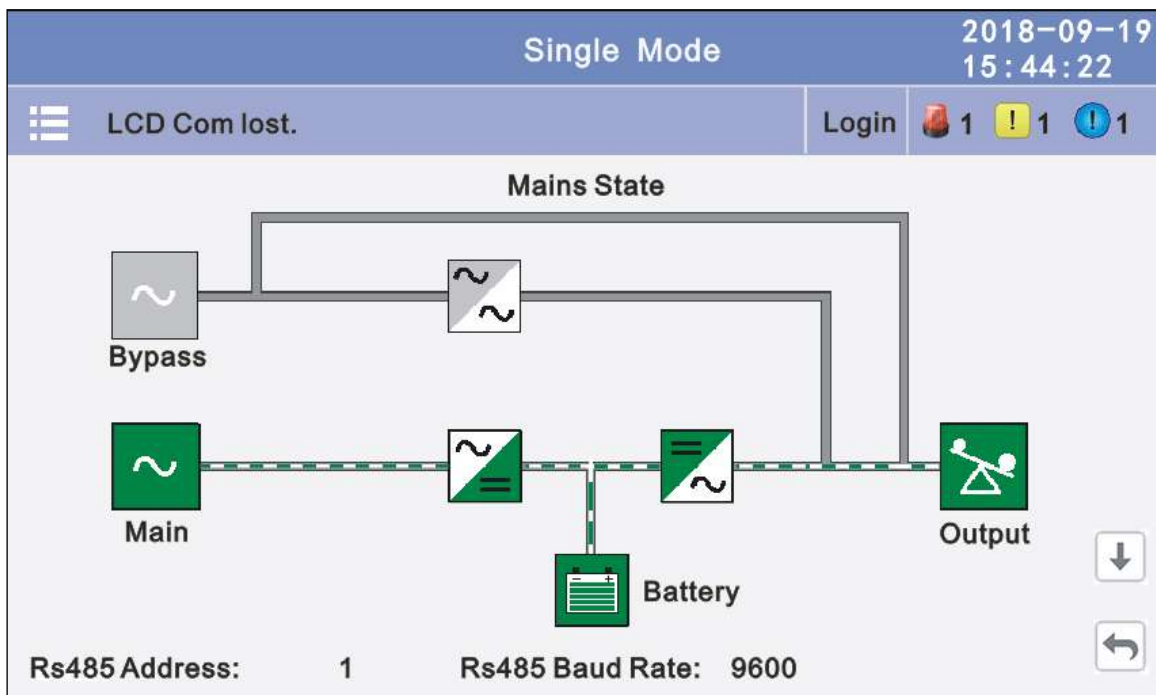 Single Mode
2018-09-19
15:44:22
LCD Com lost.
Login
1
! 1
! 1
Mains State
Bypass
Main
Output
Battery
Rs485 Address: 1
Rs485 Baud Rate: 9600